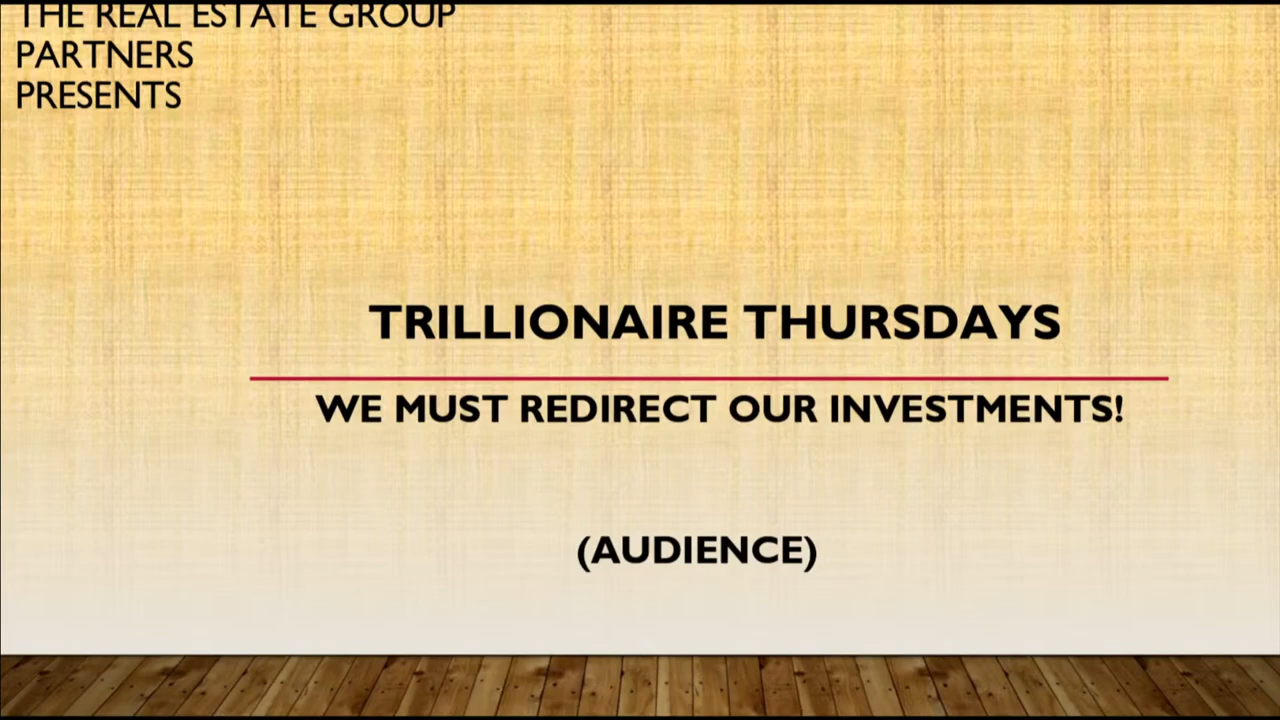 THE REAL ESTATE GROUP
PARTNERS
PRESENTS
TRILLIONAIRE THURSDAYS
WE MUST REDIRECT OUR INVESTMENTS!
(AUDIENCE)